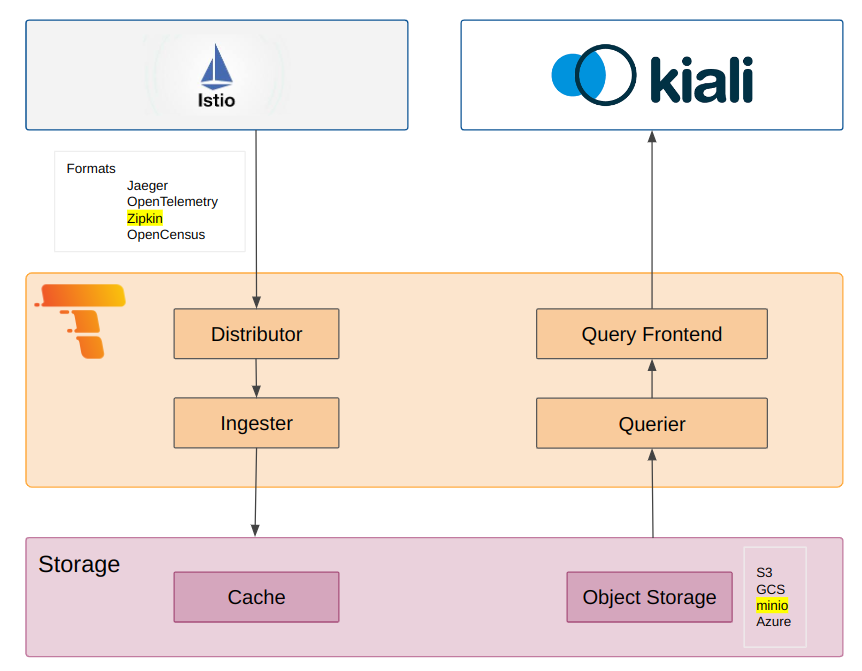 Istio
kiali
Formats
Jaeger
OpenTelemetry
Zipkin
OpenCensus
Distributor
Query Frontend
Ingester
Querier
Storage
Cache
Object Storage
S3
GCS
minio
Azure